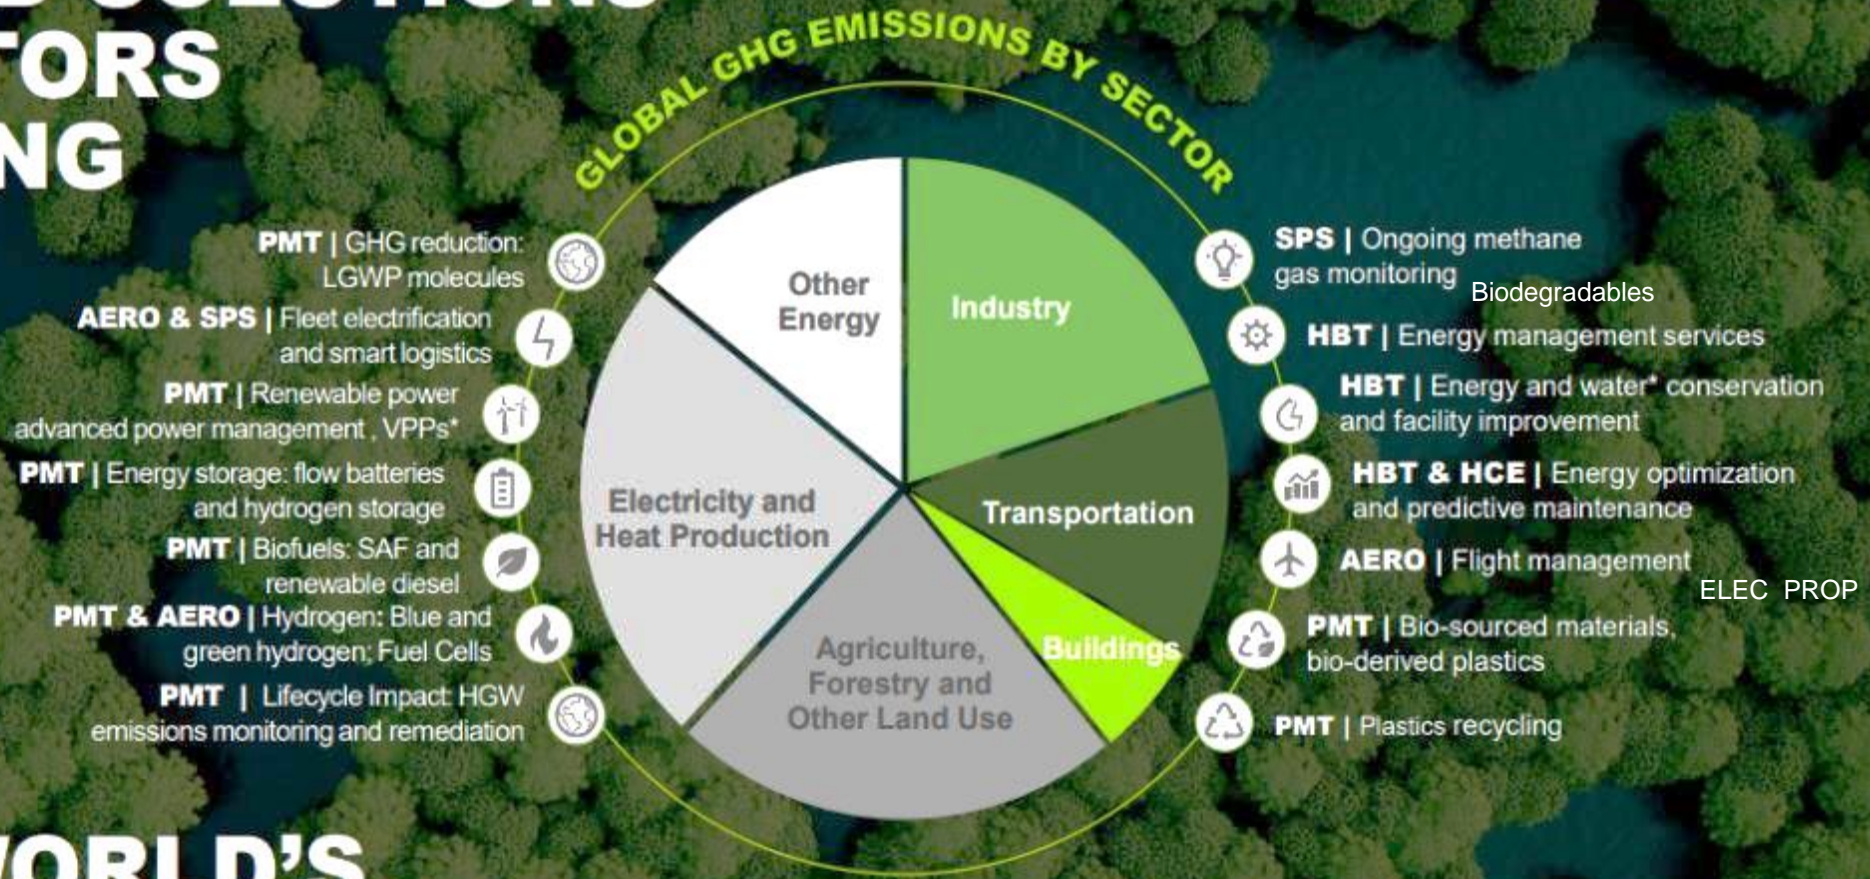 TORS
NG
GLOBAL GHG EMISSIONS BY SECTOR
PMT | GHG reduction:
LGWP molecules
AERO & SPS | Fleet electrification
and smart logistics
PMT | Renewable power
advanced power management , VPPs*
PMT | Energy storage: flow batteries
and hydrogen storage
PMT | Biofuels: SAF and
renewable diesel
PMT & AERO | Hydrogen: Blue and
green hydrogen; Fuel Cells
PMT | Lifecycle Impact: HGW
emissions monitoring and remediation
Other
Energy
Industry
Electricity and
Heat Production
Transportation
Agriculture,
Forestry and
Other Land Use
Buildings
SPS | Ongoing methane
gas monitoring
Biodegradables
HBT | Energy management services
HBT | Energy and water* conservation
and facility improvement
HBT & HCE | Energy optimization
and predictive maintenance
AERO | Flight management
ELEC PROP
PMT | Bio-sourced materials,
bio-derived plastics
PMT | Plastics recycling
WORLD'S